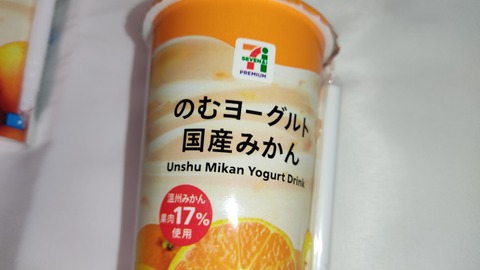 7
SEVEN&i
PREMIUM
のむヨーグルト
国産みかん
Unshu Mikan Yogurt Drink
温州みかん
果肉17%
使用